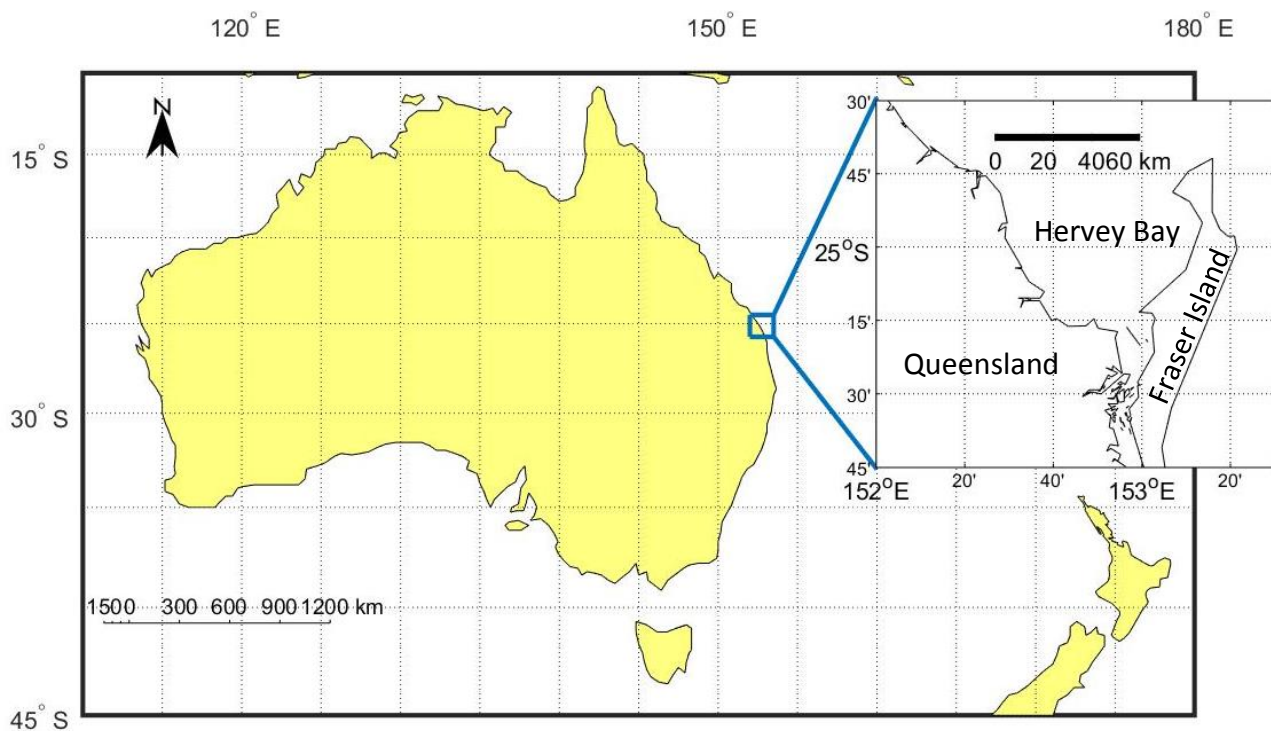 120° E 150° E 180° E
N
15° S
30° S
45° S
1500 300 600 900 1200 km
30'
45'
25°S
15'
30'
45'
0 20 4060 km
Hervey Bay
Fraser Island
Queensland
152°E 20' 40' 153°E 20'